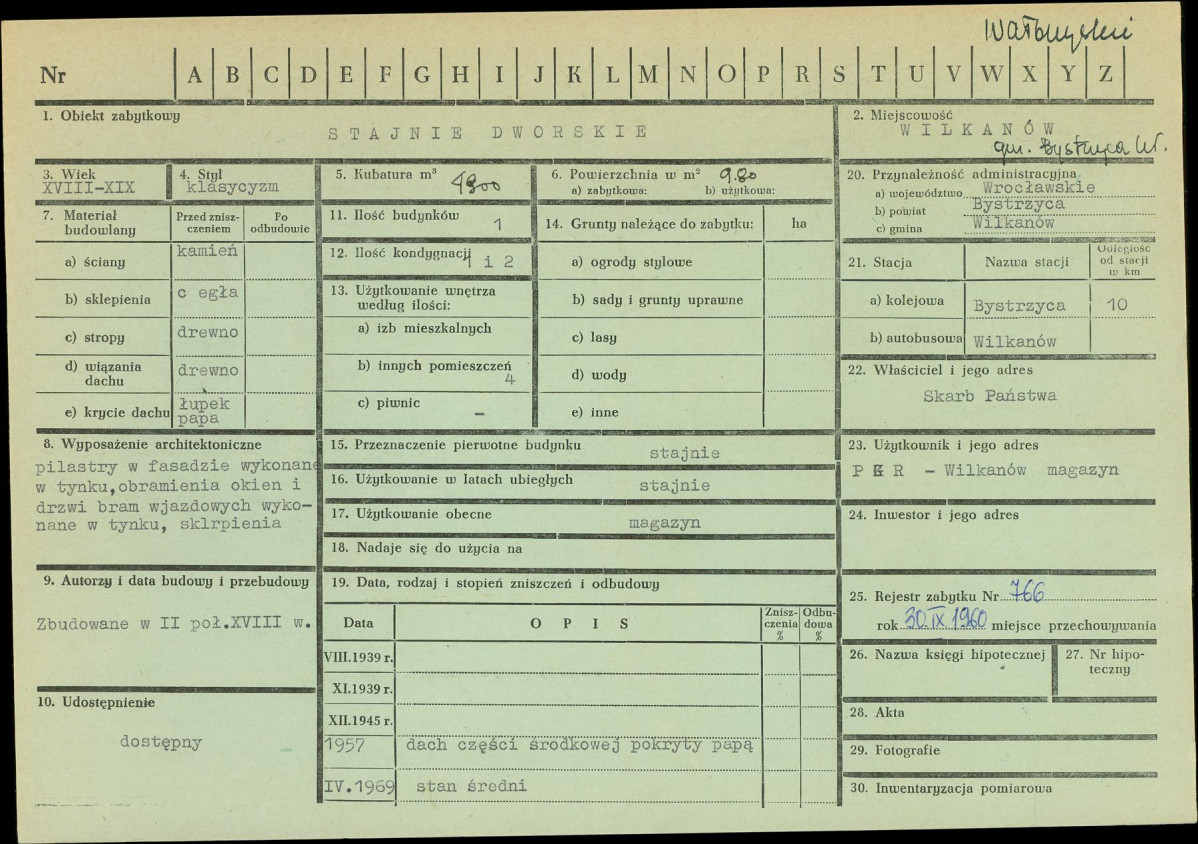 Wałbrzyskie
Nr A B C D E F G H I J K L M N O P R S T U V W X Y Z
1. Obiekt zabytkowy
STAJNIE DWORSKIE
2. Miejscowość
WILKANÓW
gm. Bystrzyca Kł.
3. Wiek
XVIII-XIX
4. Styl
klasycyzm
5. Kubatura m³ 4800
6. Powierzchnia w m² 980
a) zabytkowa: b) użytkowa:
20. Przynależność administracyjna
a) województwo Wrocławskie
b) powiat Bystrzyca
c) gmina Wilkanów
7. Materiał budowlany
Przed znisz-
czeniem
Po
odbudowie
a) ściany kamień
b) sklepienia c egła
c) stropy drewno
d) wiązania
dachu
drewno
e) krycie dachu łupek
papa
11. Ilość budynków 1
12. Ilość kondygnacji 1 i 2
13. Użytkowanie wnętrza
według ilości:
a) izb mieszkalnych
b) innych pomieszczeń
4
c) piwnic –
14. Grunty należące do zabytku: ha
a) ogrody stylowe
b) sady i grunty uprawne
c) lasy
d) wody
e) inne
21. Stacja Nazwa stacji
Odległość
od stacji
w km
a) kolejowa Bystrzyca 10
b) autobusowa Wilkanów
22. Właściciel i jego adres
Skarb Państwa
8. Wyposażenie architektoniczne
pilastry w fasadzie wykonane
w tynku,obramienia okien i
drzwi bram wjazdowych wyko-
nane w tynku, sklrpienia
15. Przeznaczenie pierwotne budynku stajnie
16. Użytkowanie w latach ubiegłych stajnie
17. Użytkowanie obecne magazyn
18. Nadaje się do użycia na
23. Użytkownik i jego adres
PGR - Wilkanów magazyn
24. Inwestor i jego adres
9. Autorzy i data budowy i przebudowy
Zbudowane w II poł.XVIII w.
10. Udostępnienie
dostępny
19. Data, rodzaj i stopień zniszczeń i odbudowy
Data OPIS
Znisz-
czenia
%
Odbu-
dowa
%
VIII.1939 r.
XI.1939 r.
XII.1945 r.
1957 dach części środkowej pokryty papą
IV.1969 stan średni
25. Rejestr zabytku Nr 766
rok 30.IX 1960 miejsce przechowywania
26. Nazwa księgi hipotecznej
27. Nr hipo-
teczny
28. Akta
29. Fotografie
30. Inwentaryzacja pomiarowa